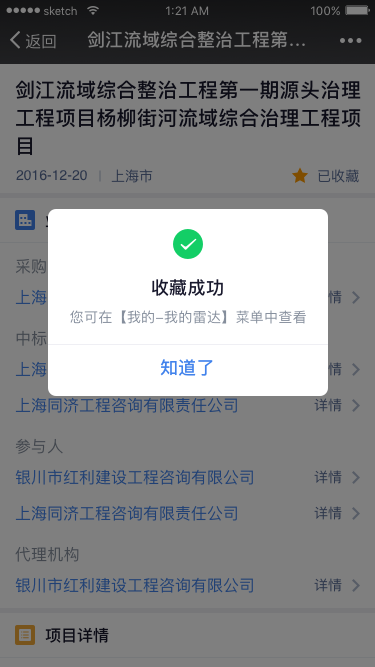 sketch
1:21 AM
100%
返回
剑江流域综合整治工程第...
剑江流域综合整治工程第一期源头治理
工程项目杨柳街河流域综合治理工程项
目
2016-12-20
上海市
已收藏
收藏成功
您可在【我的-我的雷达】菜单中查看
知道了
采购
上海
情
中标
上海
情
上海同济工程咨询有限责任公司
详情
参与人
银川市红利建设工程咨询有限公司
详情
上海同济工程咨询有限责任公司
详情
代理机构
银川市红利建设工程咨询有限公司
详情
项目详情